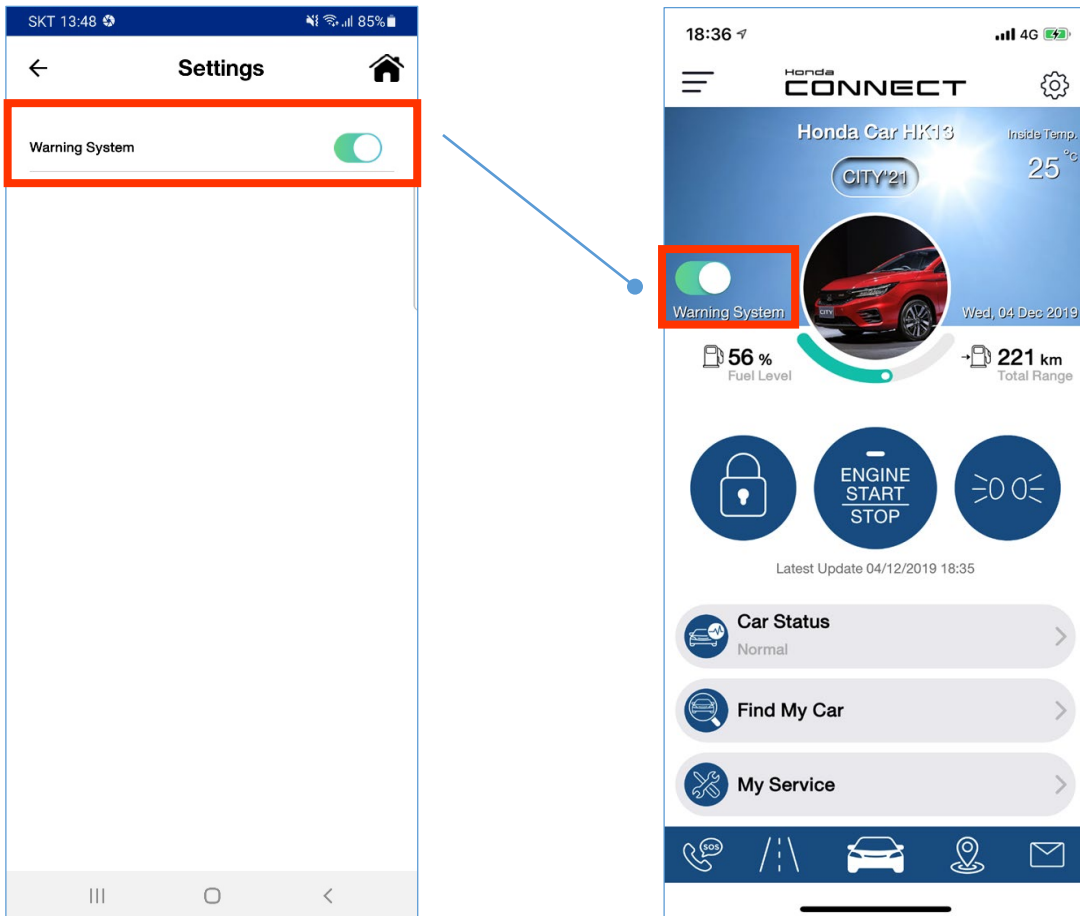 SKT 13:48
85%
Settings
Warning System
18:36
4G
Honda
CONNECT
Honda Car HK13
Inside Temp.
CITY'21
25 °C
Warning System
CITY
Wed, 04 Dec 2019
56 %
Fuel Level
221 km
Total Range
ENGINE
START
STOP
Latest Update 04/12/2019 18:35
Car Status
Normal
Find My Car
My Service
SOS